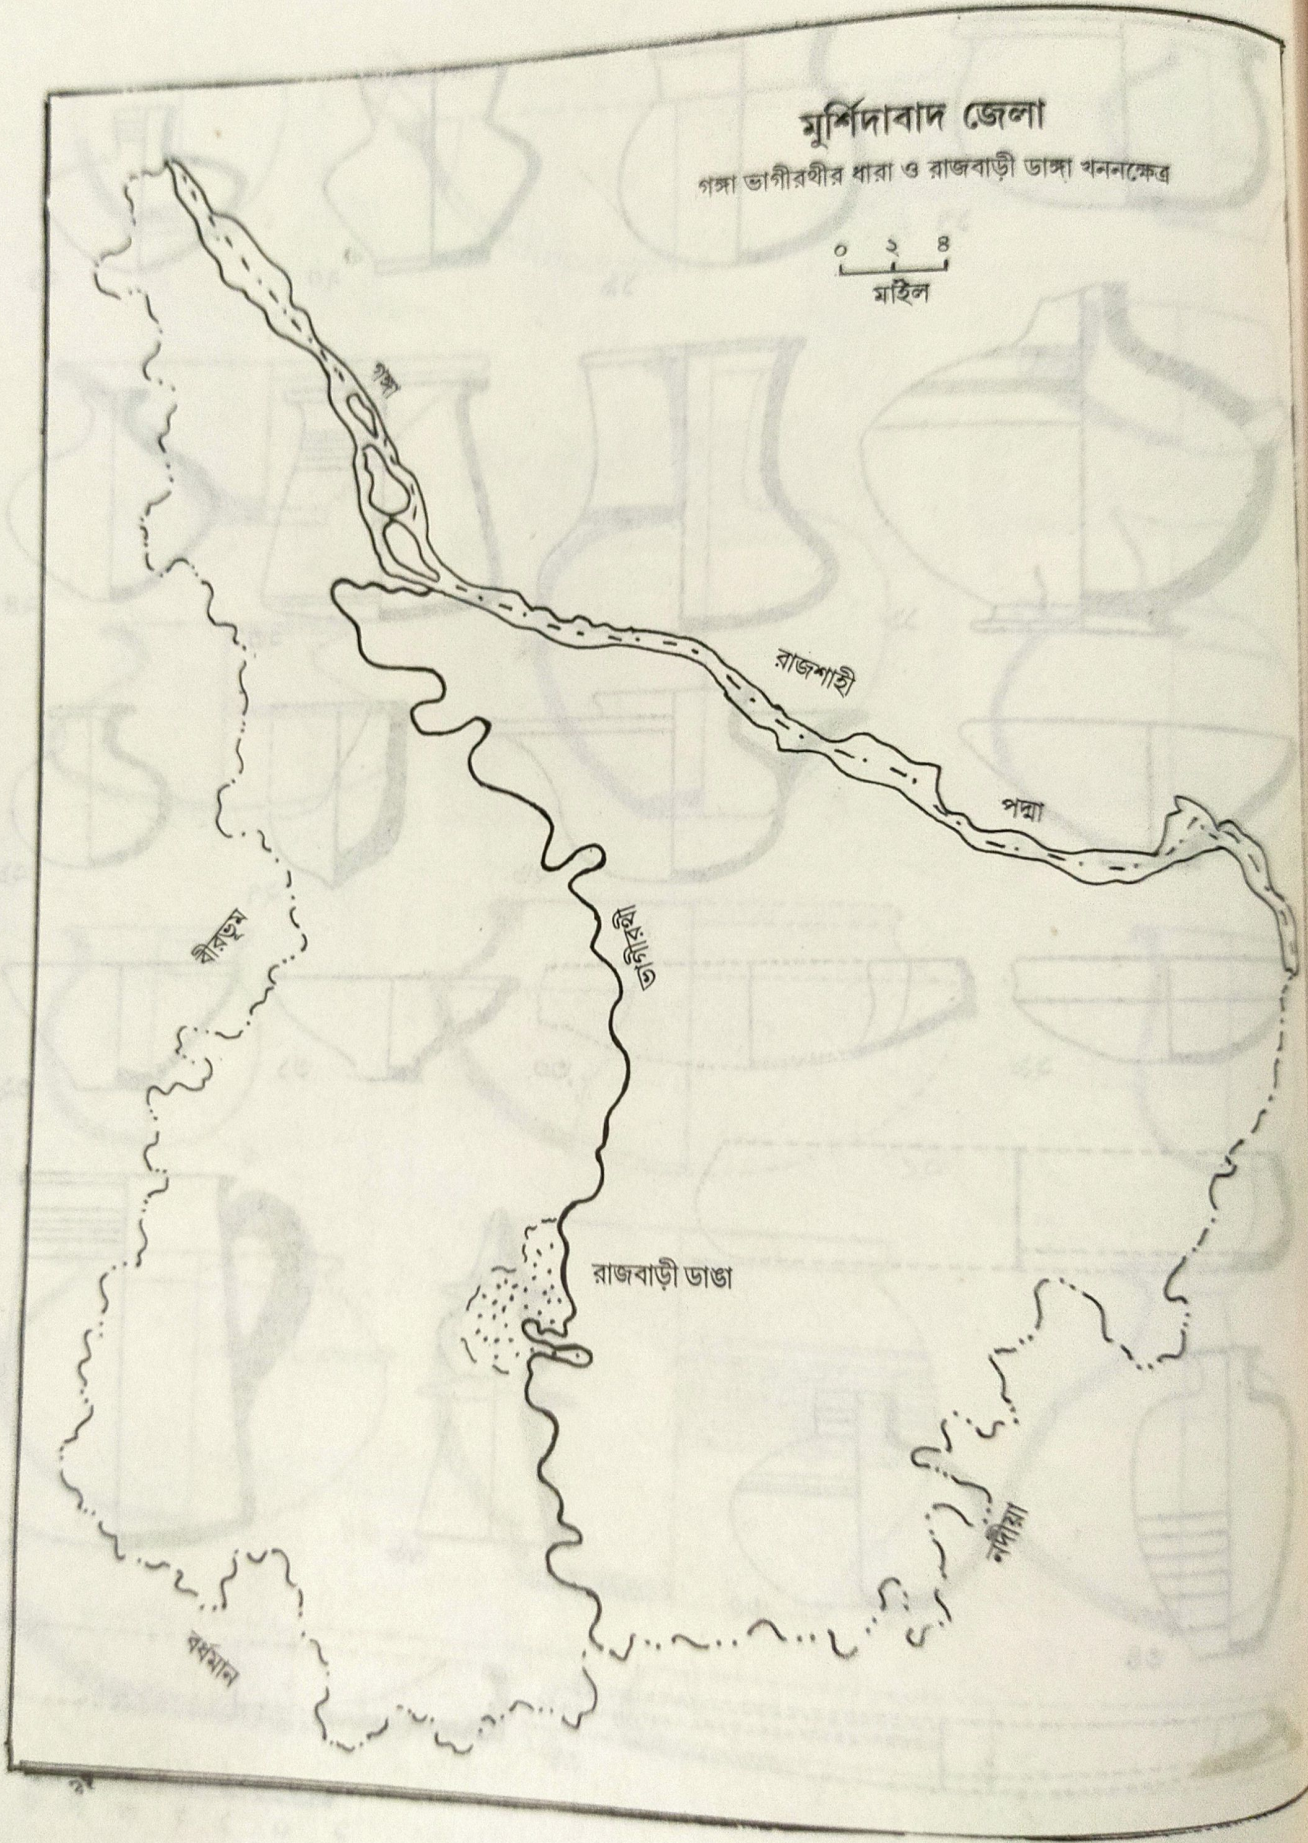 মুর্শিদাবাদ জেলা
গঙ্গা ভাগীরথীর ধারা ও রাজবাড়ী ডাঙ্গা খননক্ষেত্র
০ ২ ৪
মাইল
গঙ্গা
রাজশাহী
পদ্মা
বীরভূম
ভাগীরথী
রাজবাড়ী ডাঙা
নদীয়া
বর্ধমান